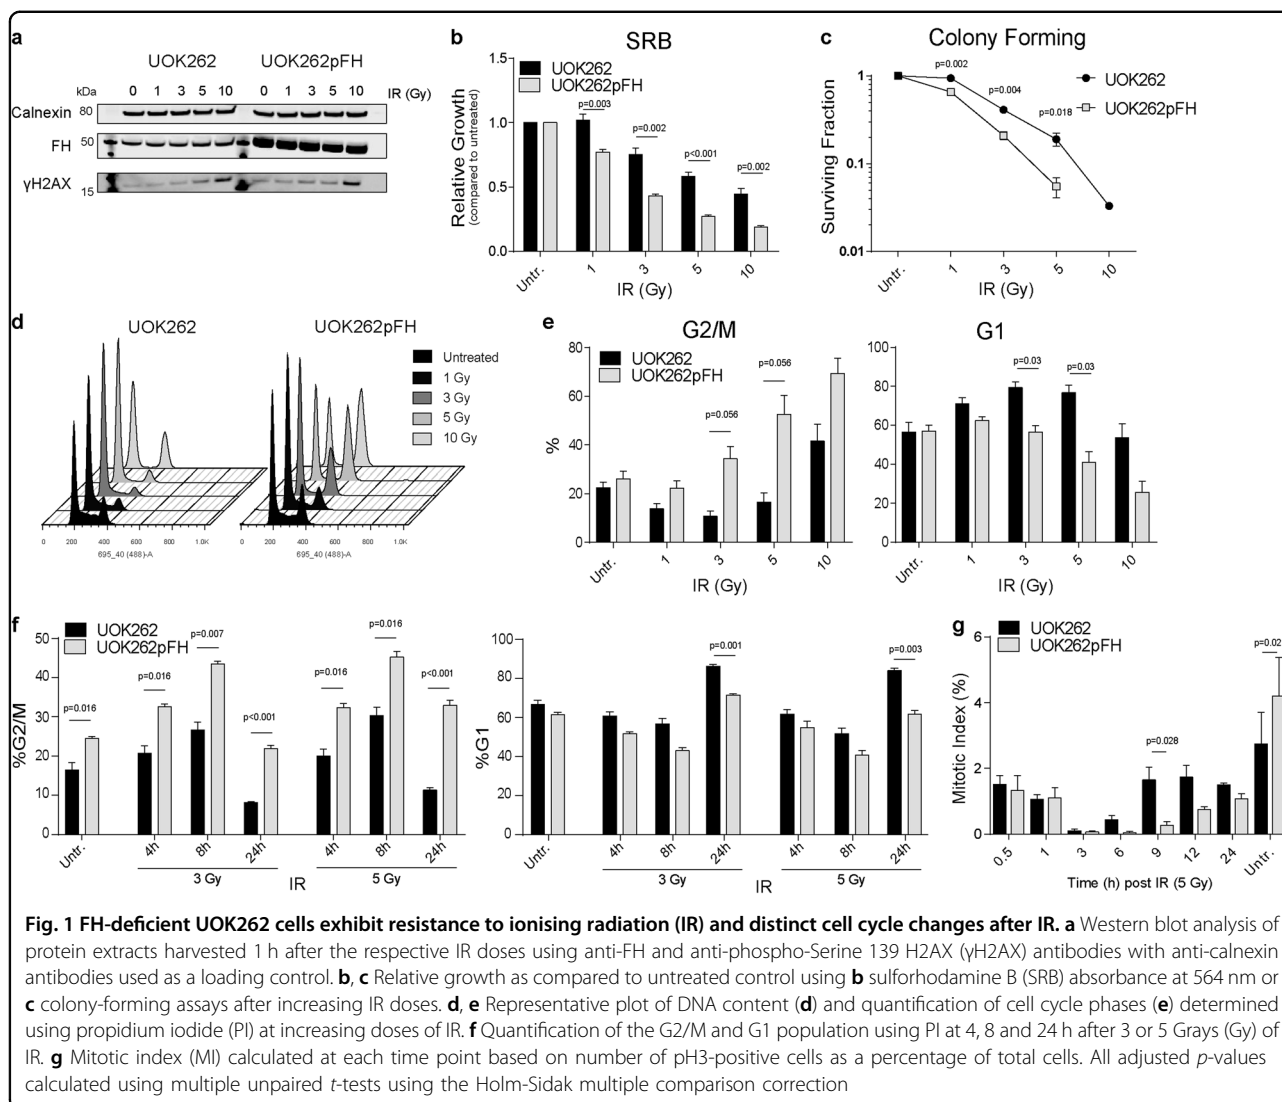 a
UOK262 UOK262pFH
kDa 0 1 3 5 10 0 1 3 5 10 IR (Gy)
Calnexin 80
FH 50
γH2AX 15
b
SRB
UOK262
UOK262pFH
Relative Growth
(compared to untreated)
1.5
1.0
0.5
0.0
p=0.003
p=0.002
p<0.001
p=0.002
Untr. 1 3 5 10
IR (Gy)
c
Colony Forming
Surviving Fraction
1
0.1
0.01
p=0.002
p=0.004
p=0.018
UOK262
UOK262pFH
Untr. 1 3 5 10
IR (Gy)
d
UOK262 UOK262pFH
Untreated
1 Gy
3 Gy
5 Gy
10 Gy
0 200 400 600 800 1.0K
695_40 (488)-A
0 200 400 600 800 1.0K
695_40 (488)-A
e
G2/M
UOK262
UOK262pFH
%
80
60
40
20
0
p=0.056
p=0.056
Untr. 1 3 5 10
IR (Gy)
G1
100
80
60
40
20
0
p=0.03
p=0.03
Untr. 1 3 5 10
IR (Gy)
f
UOK262
UOK262pFH
%G2/M
50
40
30
20
10
0
p=0.016
p=0.016
p=0.007
p<0.001
p=0.016
p=0.016
p<0.001
Untr. 4h 8h 24h 4h 8h 24h
3 Gy IR 5 Gy
%G1
100
80
60
40
20
0
p=0.001
p=0.003
Untr. 4h 8h 24h 4h 8h 24h
3 Gy IR 5 Gy
g
UOK262
UOK262pFH
Mitotic Index (%)
6
4
2
0
p=0.028
p=0.02
0.5 1 3 6 9 12 24 Untr.
Time (h) post IR (5 Gy)
Fig. 1 FH-deficient UOK262 cells exhibit resistance to ionising radiation (IR) and distinct cell cycle changes after IR. a Western blot analysis of
protein extracts harvested 1 h after the respective IR doses using anti-FH and anti-phospho-Serine 139 H2AX (γH2AX) antibodies with anti-calnexin
antibodies used as a loading control. b, c Relative growth as compared to untreated control using b sulforhodamine B (SRB) absorbance at 564 nm or
c colony-forming assays after increasing IR doses. d, e Representative plot of DNA content (d) and quantification of cell cycle phases (e) determined
using propidium iodide (PI) at increasing doses of IR. f Quantification of the G2/M and G1 population using PI at 4, 8 and 24 h after 3 or 5 Grays (Gy) of
IR. g Mitotic index (MI) calculated at each time point based on number of pH3-positive cells as a percentage of total cells. All adjusted p-values
calculated using multiple unpaired t-tests using the Holm-Sidak multiple comparison correction